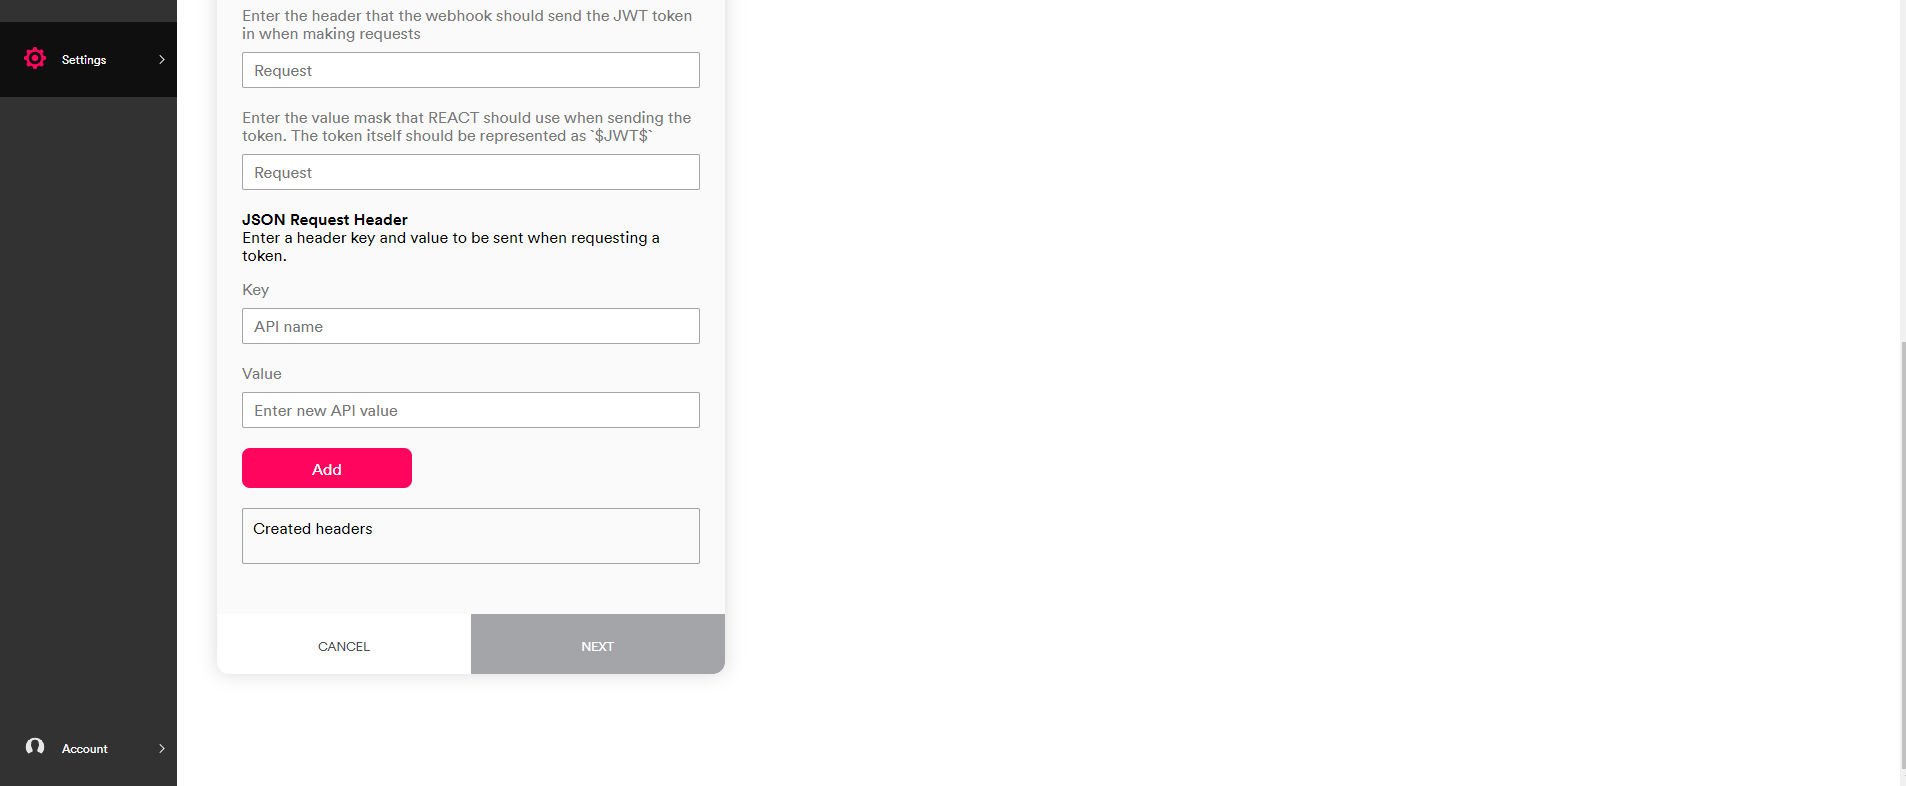 Enter the header that the webhook should send the JWT token
in when making requests
Settings
Request
Enter the value mask that REACT should use when sending the
token. The token itself should be represented as `$JWT$`
Request
JSON Request Header
Enter a header key and value to be sent when requesting a
token.
Key
API name
Value
Enter new API value
Add
Created headers
CANCEL
NEXT
Account